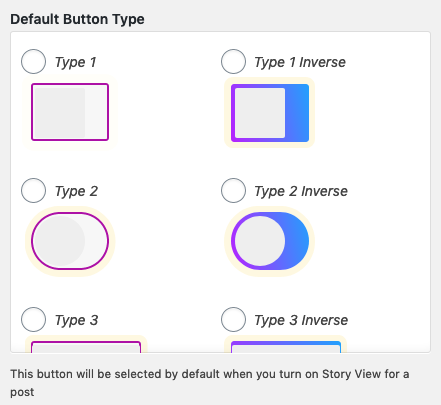 Default Button Type
Type 1
Type 1 Inverse
Type 2
Type 2 Inverse
Type 3
Type 3 Inverse
This button will be selected by default when you turn on Story View for a
post